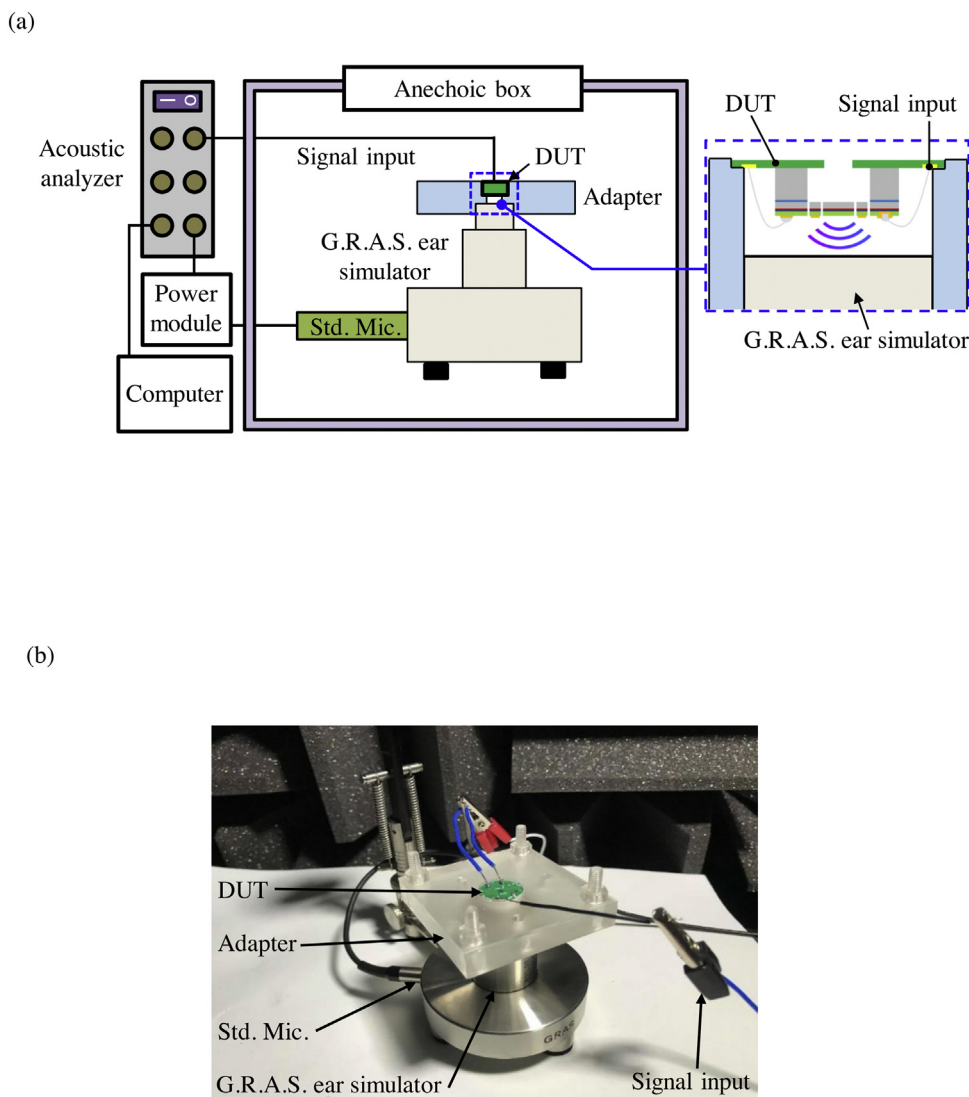 (a)
Anechoic box
DUT
Signal input
Acoustic
analyzer
Signal input
DUT
Adapter
G.R.A.S. ear
simulator
Power
module
Std. Mic.
G.R.A.S. ear simulator
Computer
(b)
DUT
Adapter
Std. Mic.
GRAS
G.R.A.S. ear simulator
Signal input